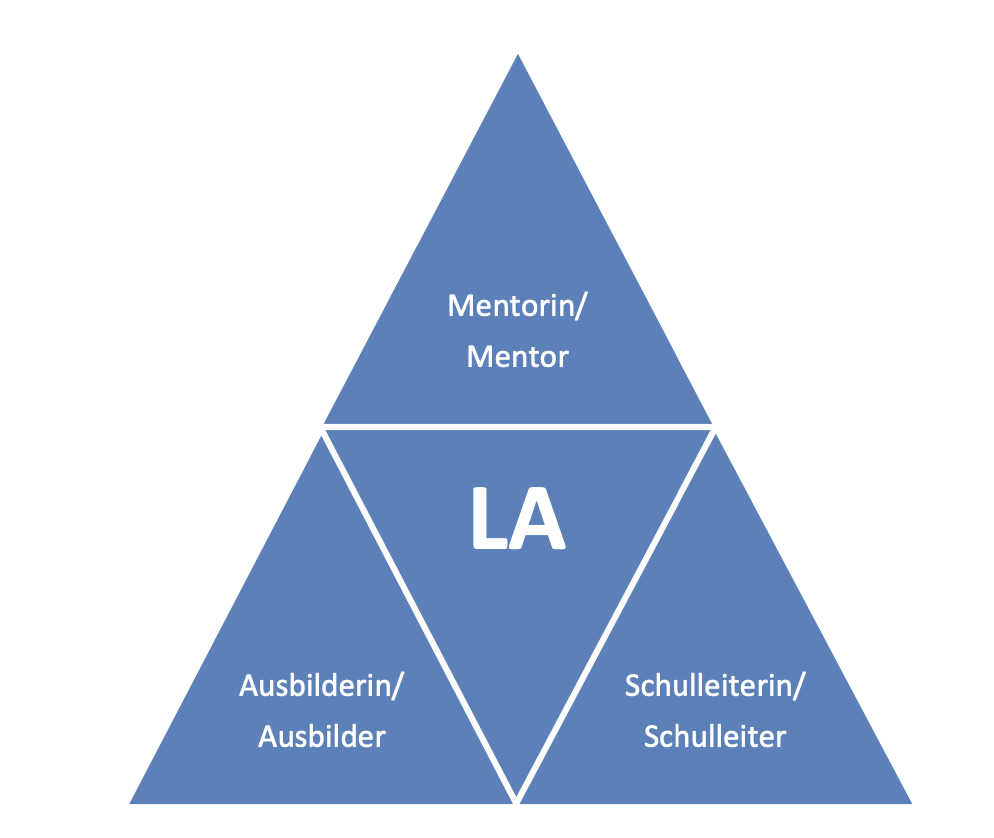 Mentorin/
Mentor
LA
Ausbilderin/
Ausbilder
Schulleiterin/
Schulleiter